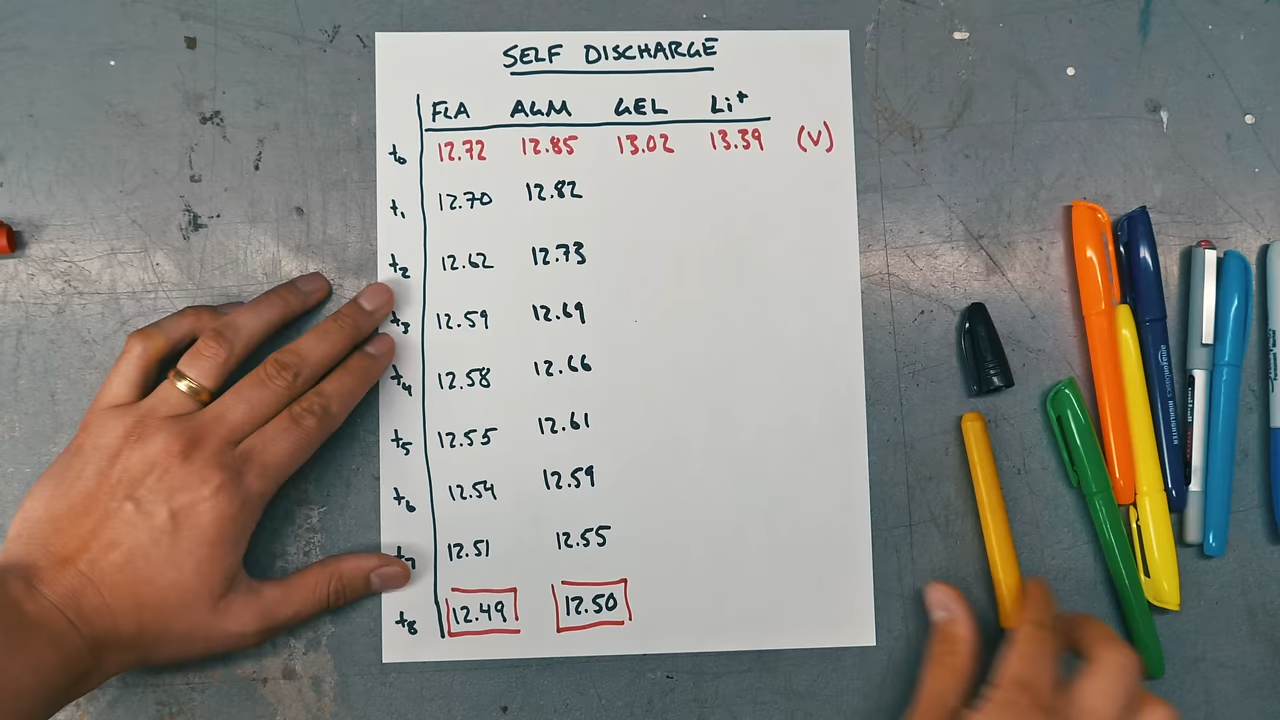 SELF DISCHARGE
FLA AGM GEL Li+
t0 12.72 12.85 13.02 13.39 (V)
t1 12.70 12.82
t2 12.62 12.73
t3 12.59 12.69
t4 12.58 12.66
t5 12.55 12.61
t6 12.54 12.59
t7 12.51 12.55
t8 12.49 12.50
amazonbasics HIGHLIGHTER